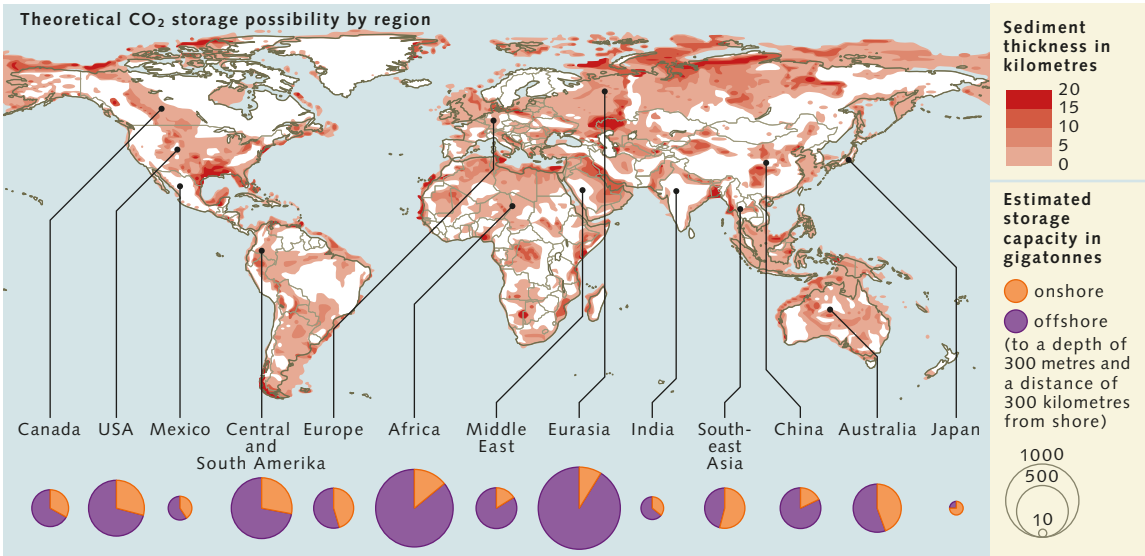 Theoretical CO₂ storage possibility by region
Sediment
thickness in
kilometres
20
15
10
5
0
Estimated
storage
capacity in
gigatonnes
onshore
offshore
(to a depth of
300 metres and
a distance of
300 kilometres
from shore)
1000
500
10
Canada
USA
Mexico
Central
and
South Amerika
Europe
Africa
Middle
East
Eurasia
India
South-
east
Asia
China
Australia
Japan